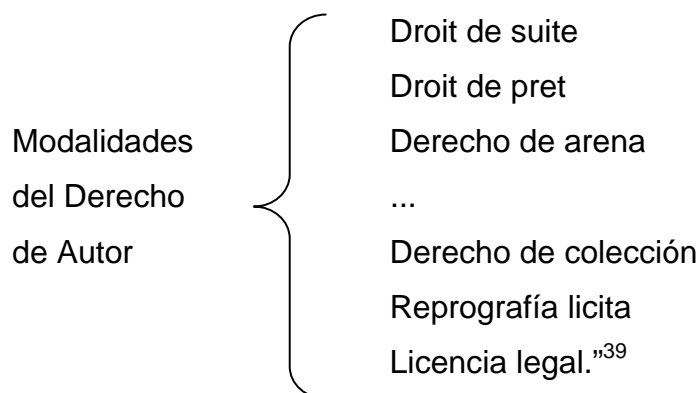 Droit de suite
Droit de pret
Modalidades Derecho de arena
del Derecho ...
de Autor Derecho de colección
Reprografía licita
Licencia legal.”39